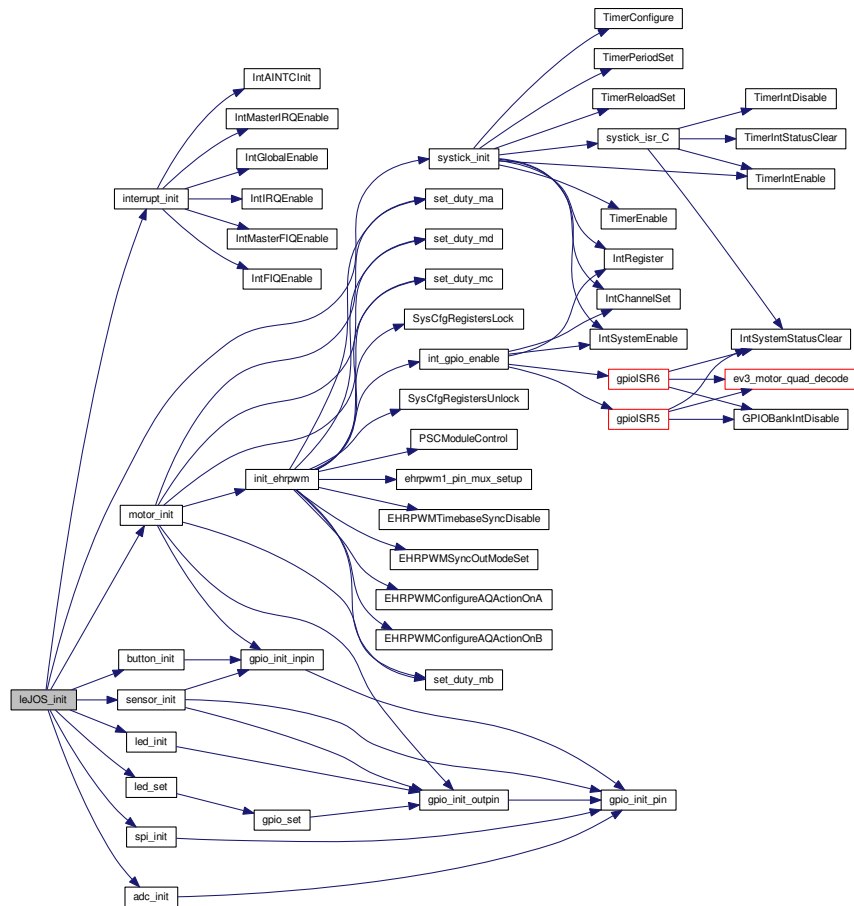 TimerConfigure
TimerPeriodSet
IntAINTCInit
TimerReloadSet
TimerIntDisable
IntMasterIRQEnable
systick_isr_C
TimerIntStatusClear
IntGlobalEnable
systick_init
TimerIntEnable
interrupt_init
IntIRQEnable
set_duty_ma
TimerEnable
IntMasterFIQEnable
set_duty_md
IntRegister
IntFIQEnable
set_duty_mc
IntChannelSet
SysCfgRegistersLock
IntSystemEnable
IntSystemStatusClear
int_gpio_enable
gpioISR6
ev3_motor_quad_decode
SysCfgRegistersUnlock
gpioISR5
GPIOBankIntDisable
PSCModuleControl
init_ehrpwm
ehrpwm1_pin_mux_setup
motor_init
EHRPWMTimebaseSyncDisable
EHRPWMSyncOutModeSet
EHRPWMConfigureAQActionOnA
EHRPWMConfigureAQActionOnB
button_init
gpio_init_inpin
set_duty_mb
leJOS_init
sensor_init
led_init
led_set
gpio_set
gpio_init_outpin
gpio_init_pin
spi_init
adc_init